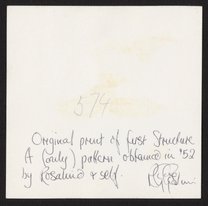 574
Original print of first Structure
A (only) pattern obtained in '52
by Rosalind & self.